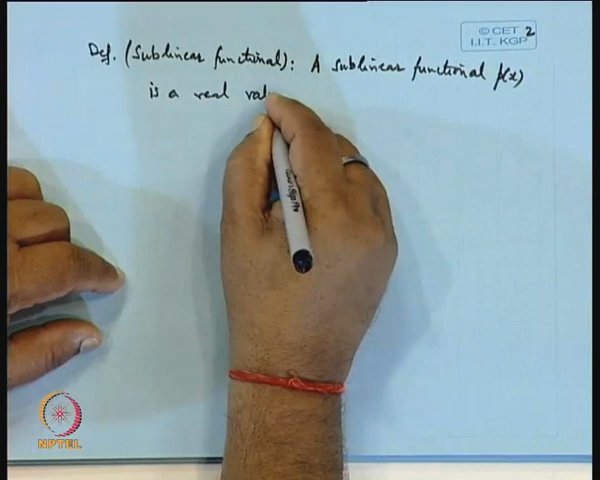 © CET 2
I.I.T. KGP
Def. (Sublinear functional): A sublinear functional p(x)
is a real val
NPTEL